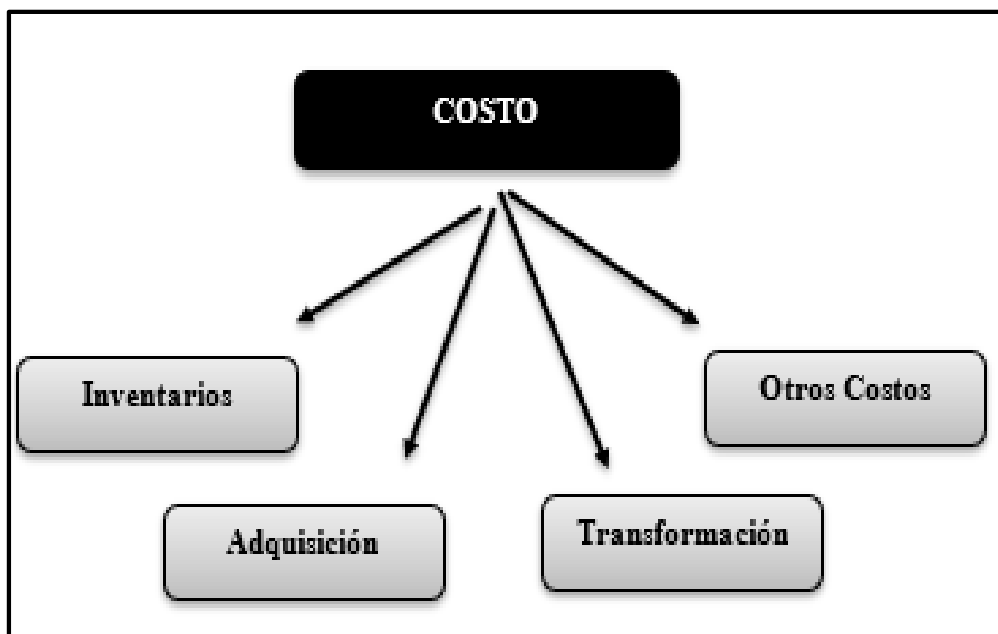 COSTO
Inventarios
Otros Costos
Adquisición
Transformación